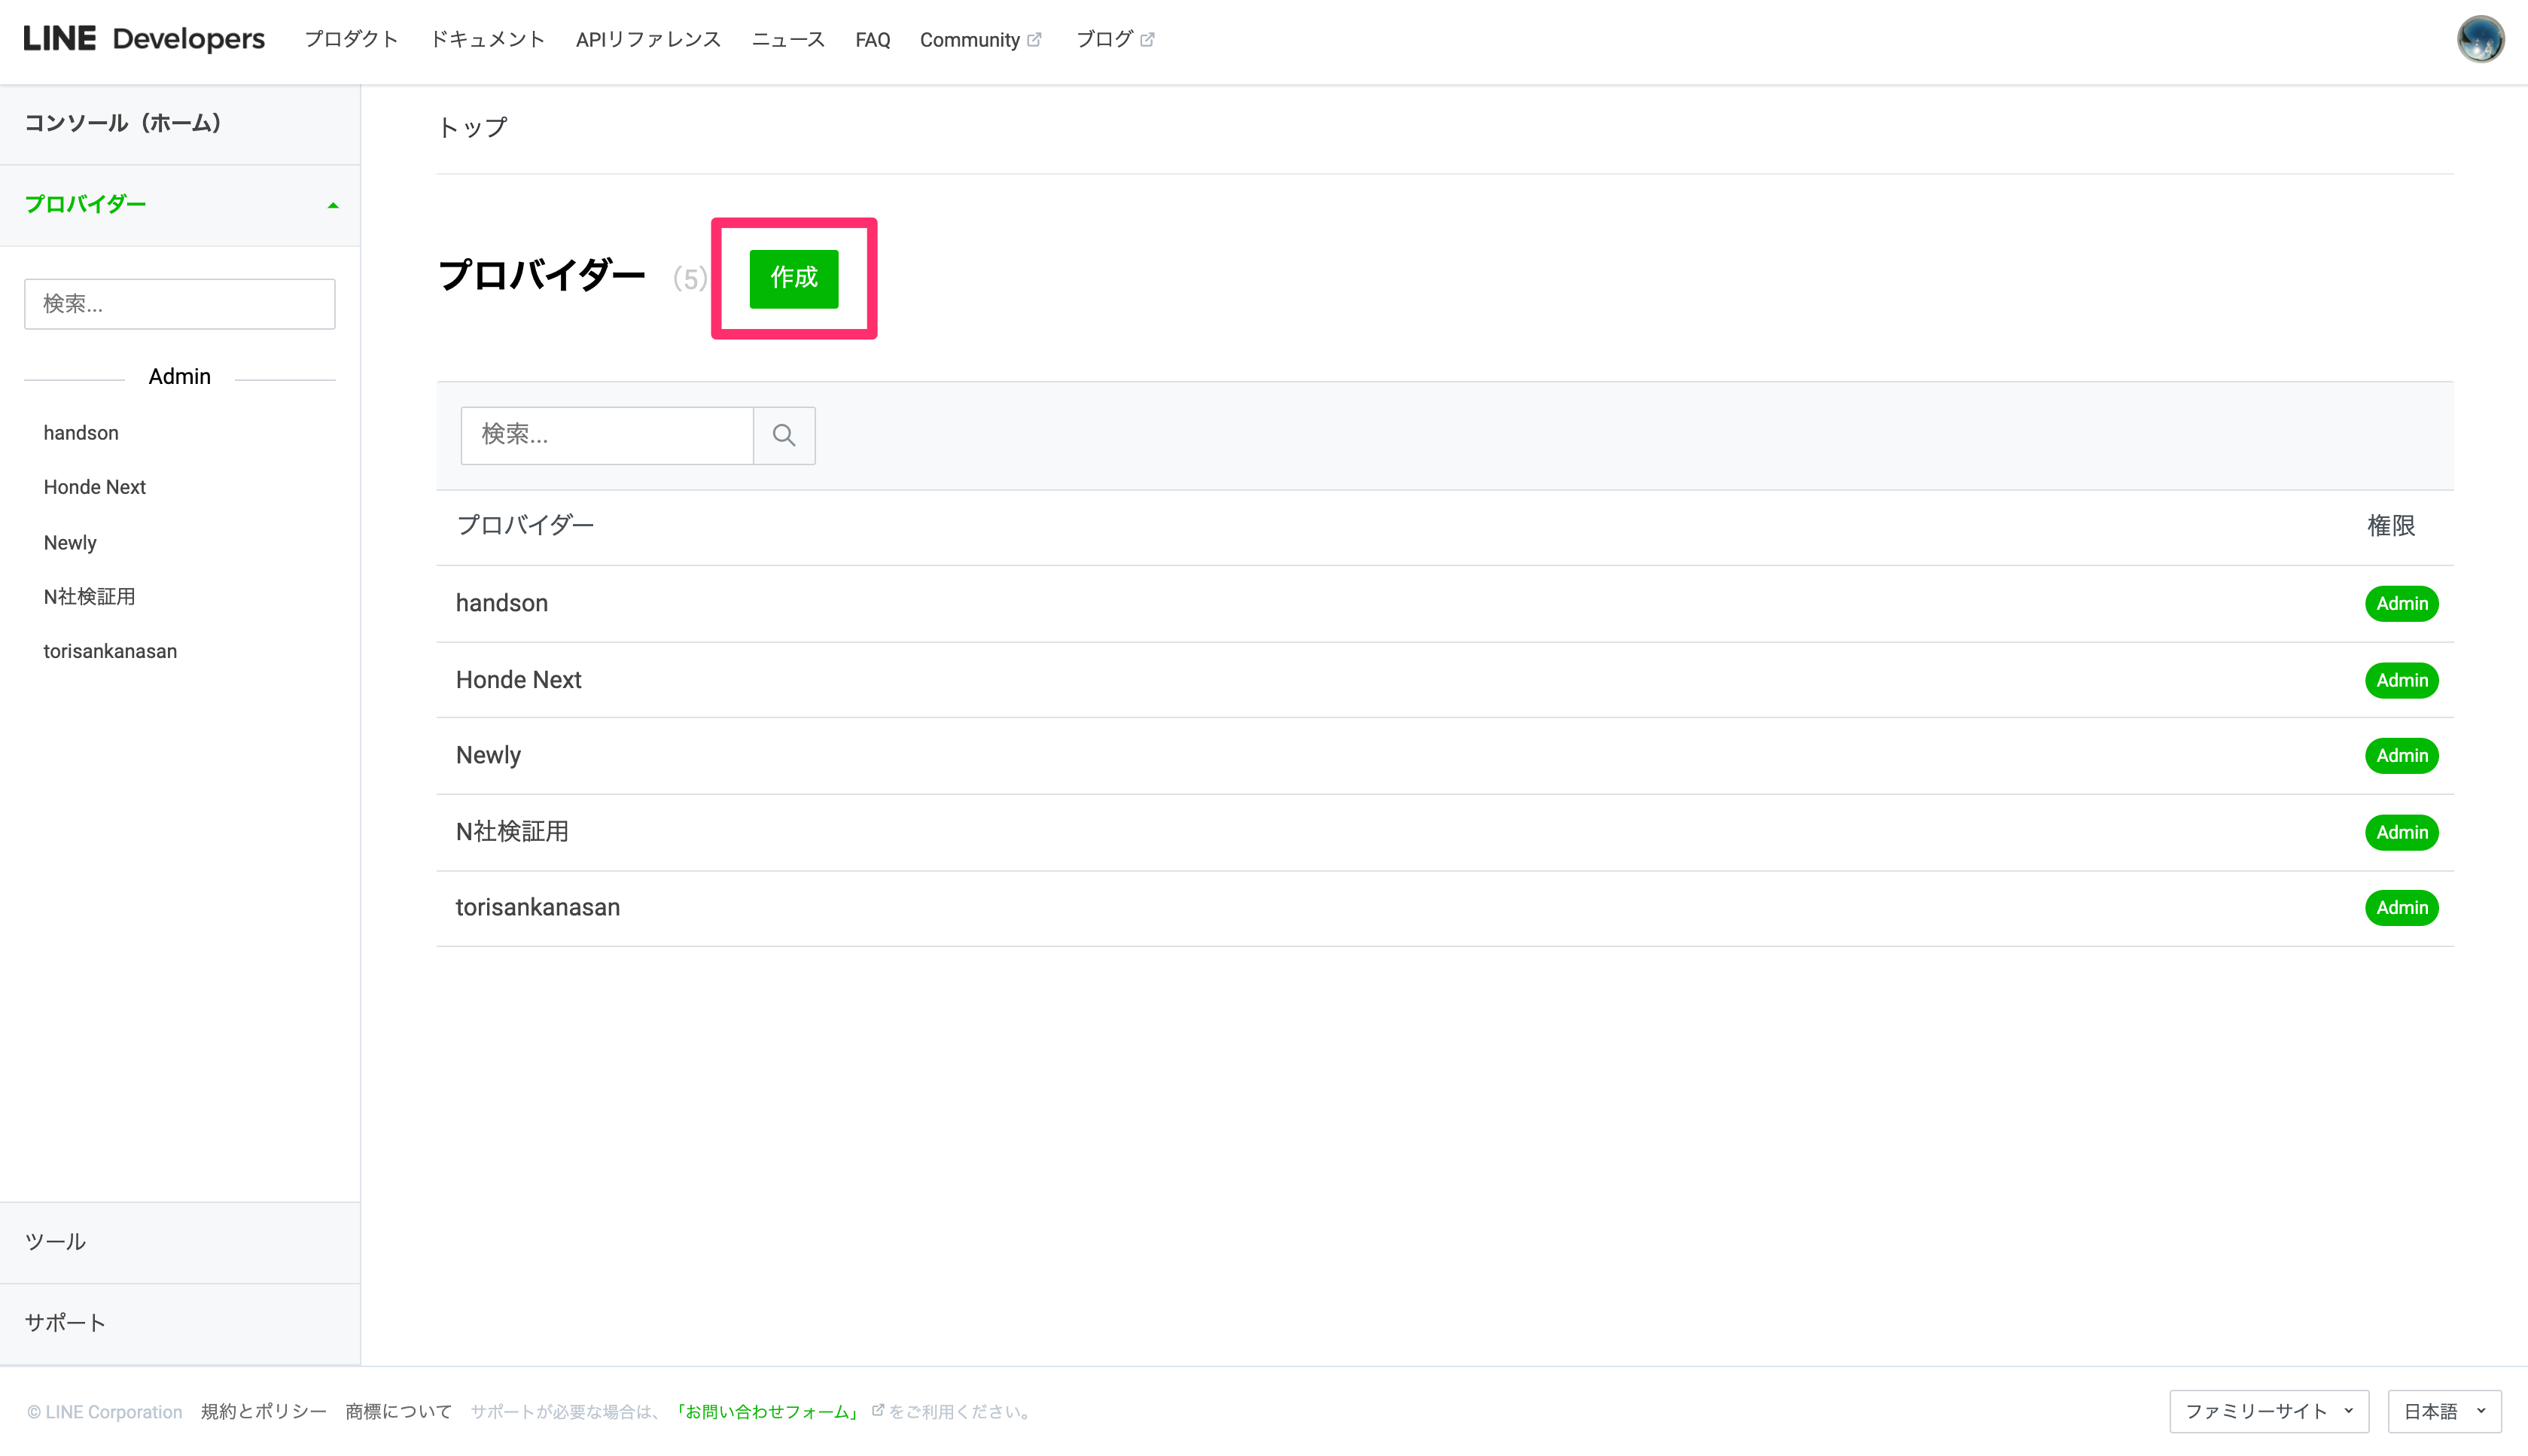 LINE Developers プロダクト ドキュメント APIリファレンス ニュース FAQ Community ブログ
コンソール（ホーム）
プロバイダー
検索...
Admin
handson
Honde Next
Newly
N社検証用
torisankanasan
ツール
サポート
トップ
プロバイダー (5) 作成
検索...
プロバイダー 権限
handson Admin
Honde Next Admin
Newly Admin
N社検証用 Admin
torisankanasan Admin
© LINE Corporation 規約とポリシー 商標について サポートが必要な場合は、「お問い合わせフォーム」をご利用ください。 ファミリーサイト 日本語